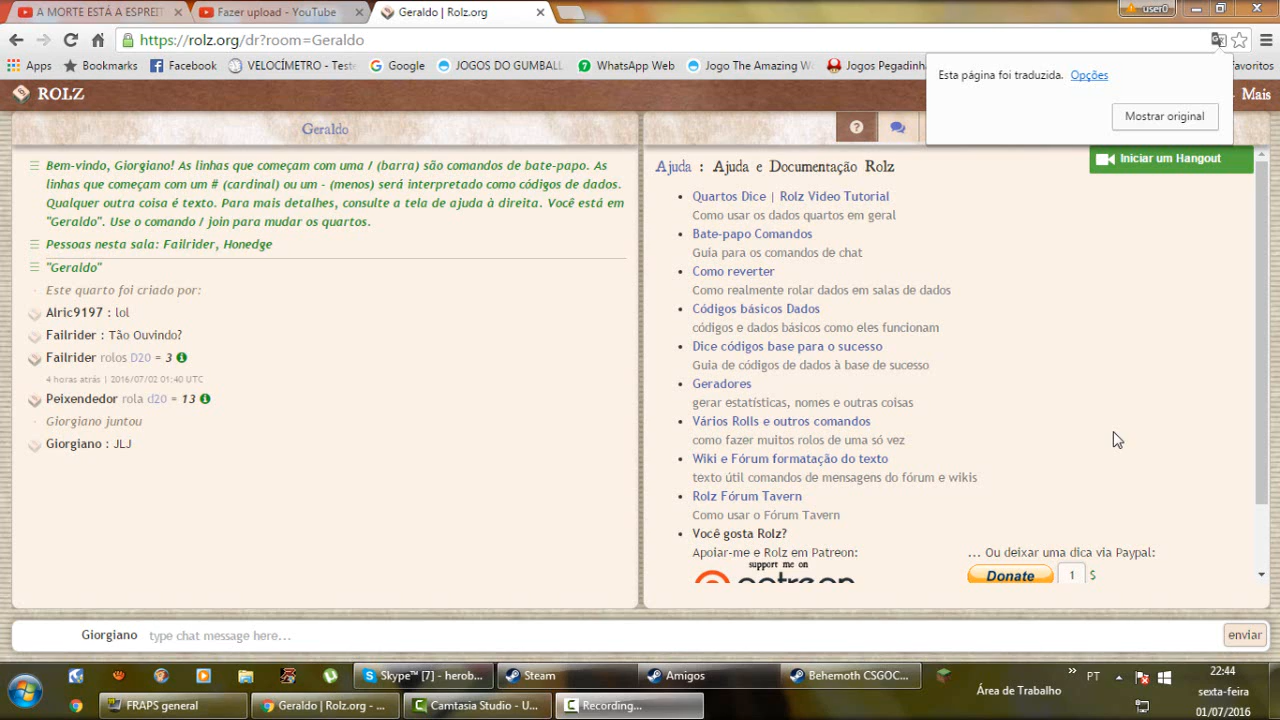 A MORTE ESTÁ À ESPREIT
Fazer upload - YouTube
Geraldo | Rolz.org
user0
https://rolz.org/dr?room=Geraldo
Apps
Bookmarks
Facebook
VELOCÍMETRO - Teste
Google
JOGOS DO GUMBALL
WhatsApp Web
Jogo The Amazing W
Jogos Pegadinh
favoritos
Esta página foi traduzida. Opções
Mostrar original
ROLZ
Mais
Geraldo
Bem-vindo, Giorgiano! As linhas que começam com uma / (barra) são comandos de bate-papo. As
linhas que começam com um # (cardinal) ou um - (menos) será interpretado como códigos de dados.
Qualquer outra coisa é texto. Para mais detalhes, consulte a tela de ajuda à direita. Você está em
"Geraldo". Use o comando / join para mudar os quartos.
Pessoas nesta sala: Failrider, Honedge
"Geraldo"
Este quarto foi criado por:
Alric9197 : lol
Failrider : Tão Ouvindo?
Failrider rolos D20 = 3
4 horas atrás | 2016/07/02 01:40 UTC
Peixendedor rola d20 = 13
Giorgiano juntou
Giorgiano : JLJ
Iniciar um Hangout
Ajuda : Ajuda e Documentação Rolz
Quartos Dice | Rolz Video Tutorial
Como usar os dados quartos em geral
Bate-papo Comandos
Guia para os comandos de chat
Como reverter
Como realmente rolar dados em salas de dados
Códigos básicos Dados
códigos e dados básicos como eles funcionam
Dice códigos base para o sucesso
Guia de códigos de dados à base de sucesso
Geradores
gerar estatísticas, nomes e outras coisas
Vários Rolls e outros comandos
como fazer muitos rolos de uma só vez
Wiki e Fórum formatação do texto
texto útil comandos de mensagens do fórum e wikis
Rolz Fórum Tavern
Como usar o Fórum Tavern
Você gosta Rolz?
Apoiar-me e Rolz em Patreon:
... Ou deixar uma dica via Paypal:
support me on
patreon
Donate
1
$
Giorgiano
type chat message here...
enviar
Skype™ [7] - herob...
Steam
Amigos
Behemoth CSGOC...
FRAPS general
Geraldo | Rolz.org - ...
Camtasia Studio - U...
Recording...
Área de Trabalho
»
PT
22:44
sexta-feira
01/07/2016